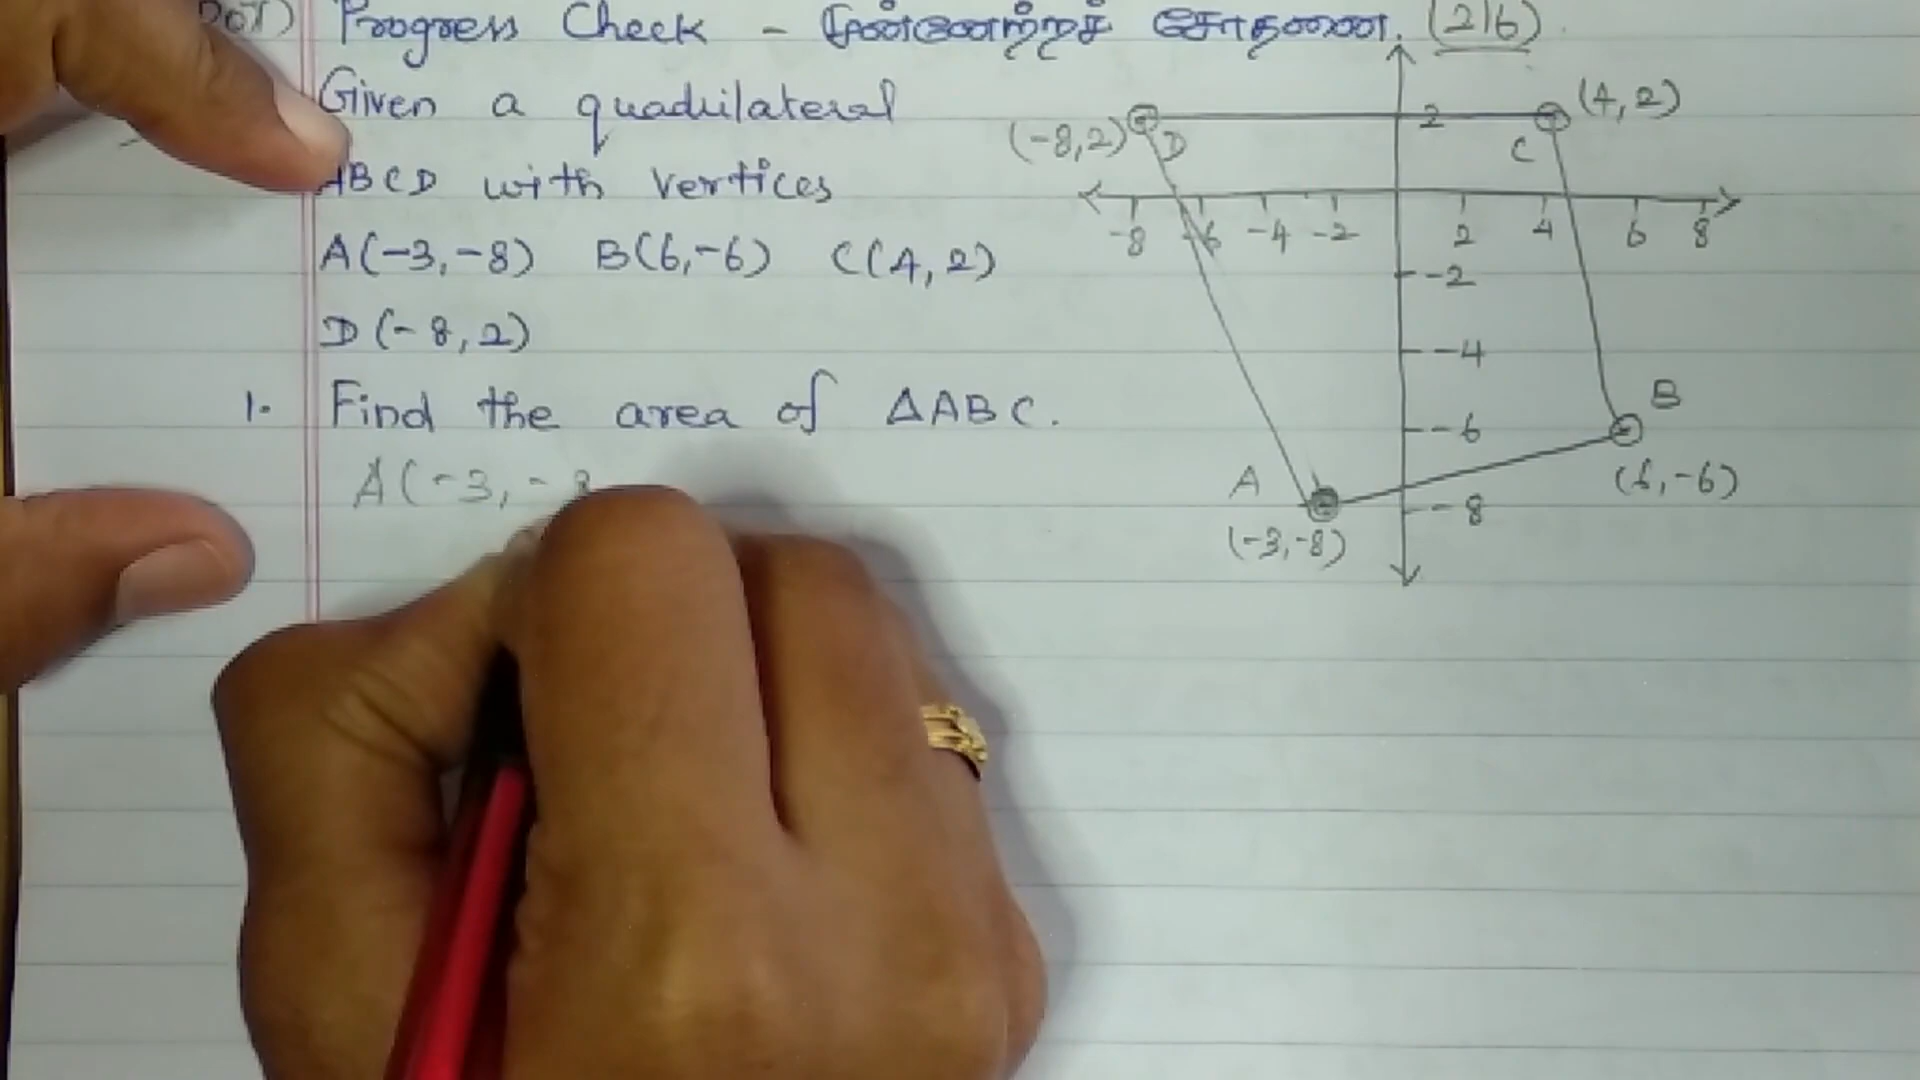 Progress Check - முன்னேற்றச் சோதனை. (216)
Given a quadrilateral
ABCD with vertices
A(-3,-8) B(6,-6) C(4,2)
D(-8,2)
1. Find the area of ΔABC.
A(-3,-8
(4,2)
(-8,2) D 2 C
-8 -6 -4 -2 2 4 6 8
-2
-4
B
-6
A (6,-6)
-8
(-3,-8)